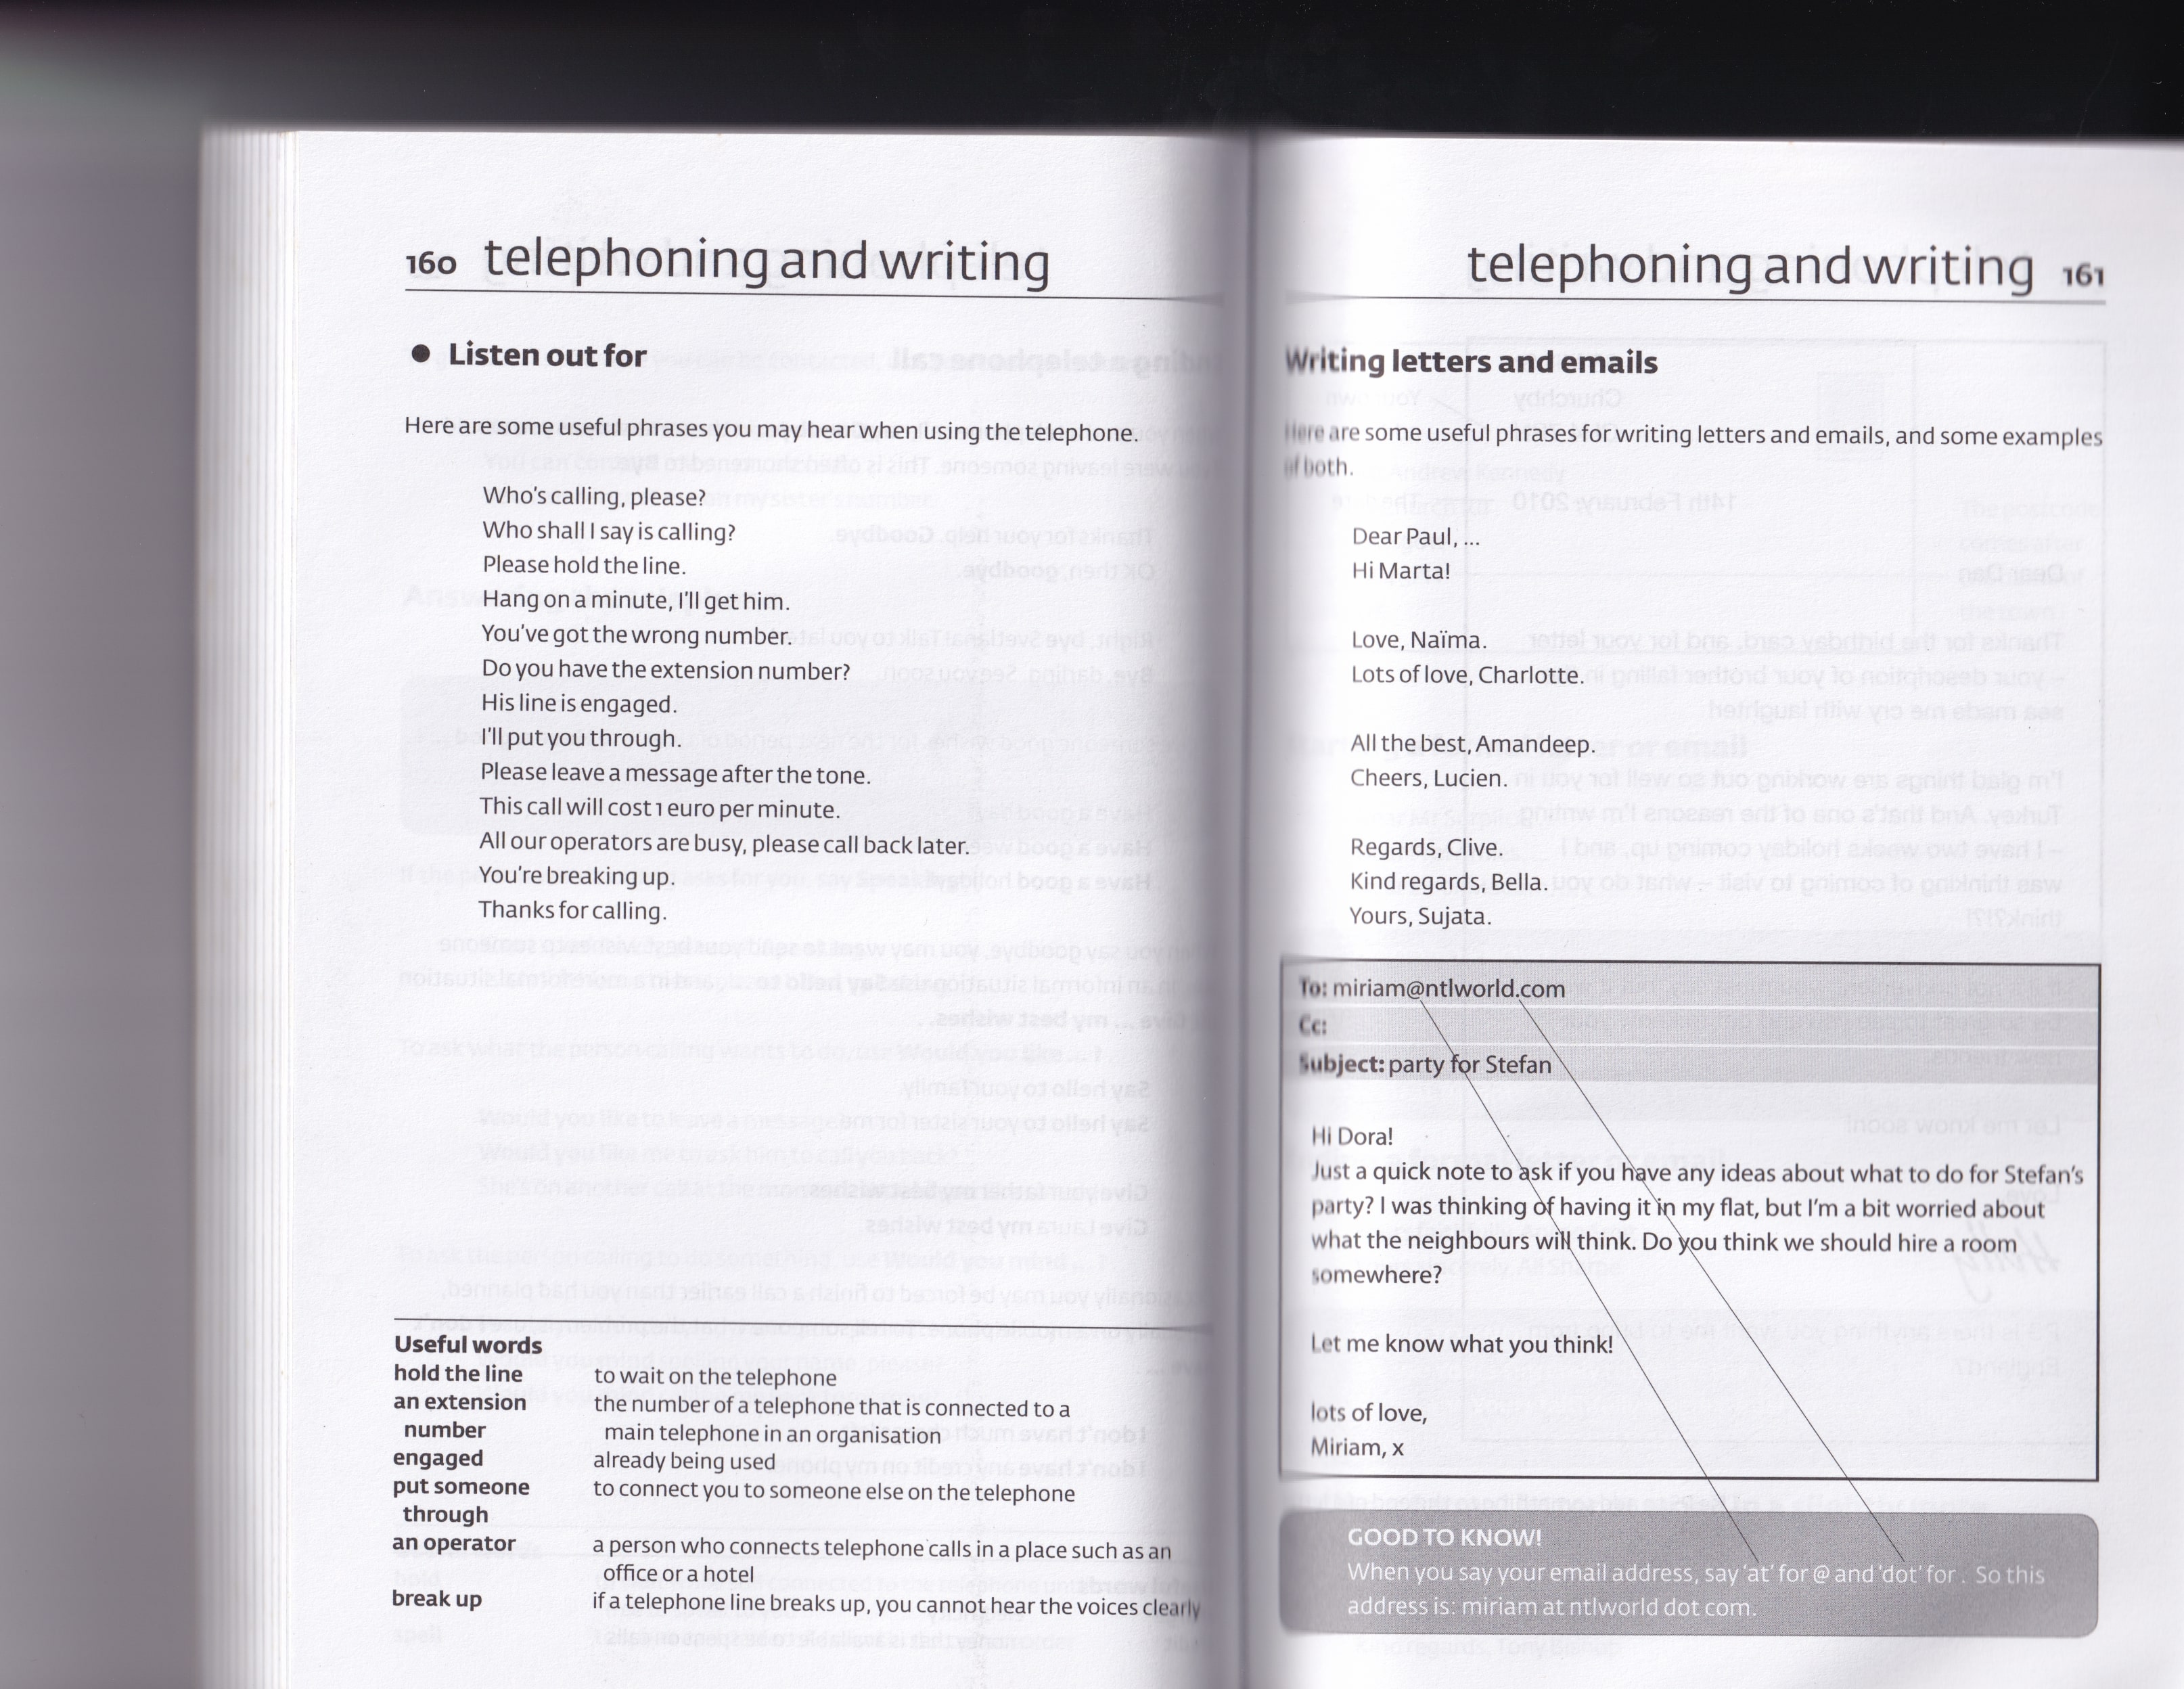 160 telephoning and writing
● Listen out for
Here are some useful phrases you may hear when using the telephone.
Who's calling, please?
Who shall I say is calling?
Please hold the line.
Hang on a minute, I'll get him.
You've got the wrong number.
Do you have the extension number?
His line is engaged.
I'll put you through.
Please leave a message after the tone.
This call will cost 1 euro per minute.
All our operators are busy, please call back later.
You're breaking up.
Thanks for calling.
Useful words
hold the line to wait on the telephone
an extension the number of a telephone that is connected to a
number main telephone in an organisation
engaged already being used
put someone to connect you to someone else on the telephone
through
an operator a person who connects telephone calls in a place such as an
office or a hotel
break up if a telephone line breaks up, you cannot hear the voices clearly
telephoning and writing 161
Writing letters and emails
Here are some useful phrases for writing letters and emails, and some examples
of both.
Dear Paul, ...
Hi Marta!
Love, Naïma.
Lots of love, Charlotte.
All the best, Amandeep.
Cheers, Lucien.
Regards, Clive.
Kind regards, Bella.
Yours, Sujata.
To: miriam@ntlworld.com
Cc:
Subject: party for Stefan
Hi Dora!
Just a quick note to ask if you have any ideas about what to do for Stefan's
party? I was thinking of having it in my flat, but I'm a bit worried about
what the neighbours will think. Do you think we should hire a room
somewhere?
Let me know what you think!
lots of love,
Miriam, x
GOOD TO KNOW!
When you say your email address, say 'at' for @ and 'dot' for . So this
address is: miriam at ntlworld dot com.